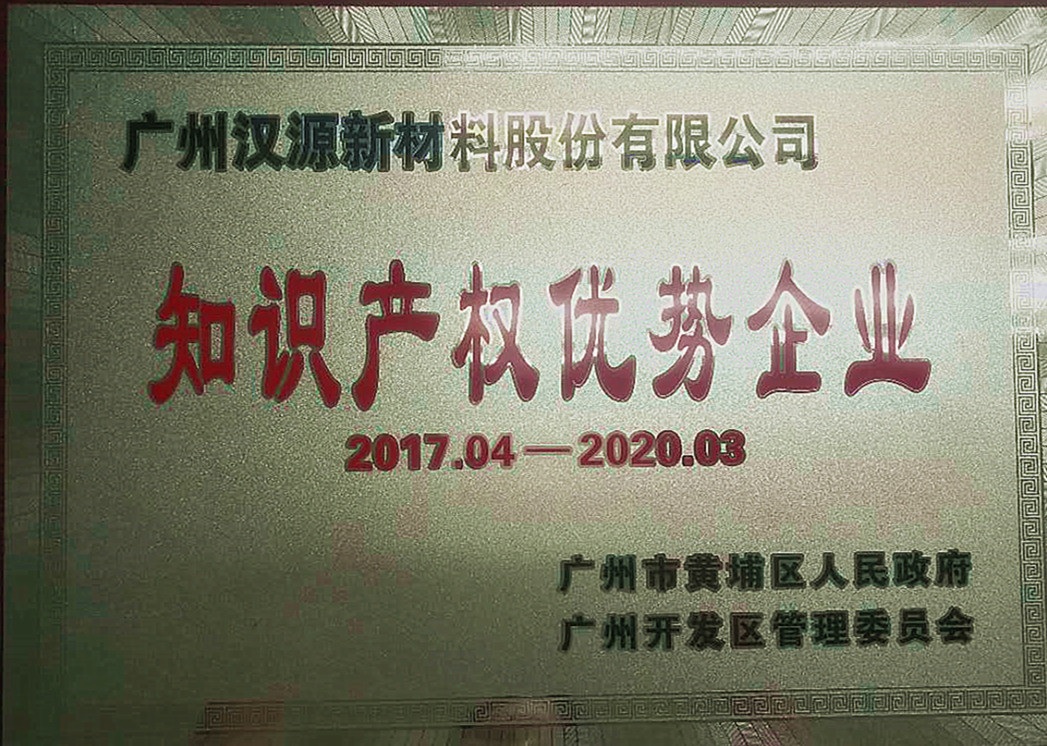 广州汉源新材料股份有限公司
知识产权优势企业
2017.04—2020.03
广州市黄埔区人民政府
广州开发区管理委员会